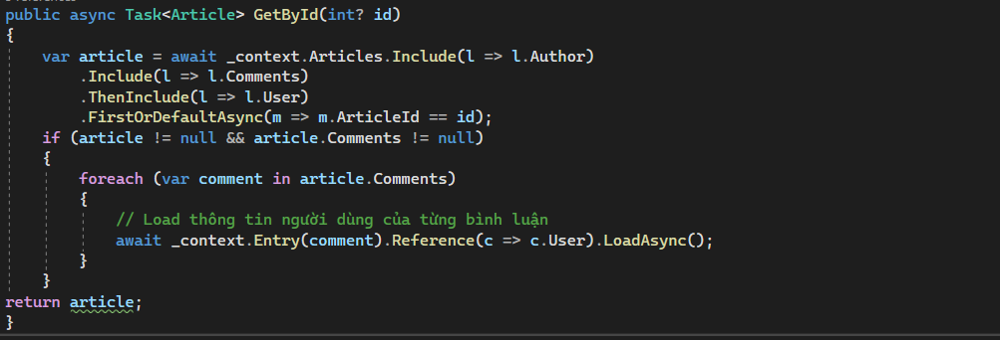 public async Task<Article> GetById(int? id)
{
var article = await _context.Articles.Include(l => l.Author)
.Include(l => l.Comments)
.ThenInclude(l => l.User)
.FirstOrDefaultAsync(m => m.ArticleId == id);
if (article != null && article.Comments != null)
{
foreach (var comment in article.Comments)
{
// Load thông tin người dùng của từng bình luận
await _context.Entry(comment).Reference(c => c.User).LoadAsync();
}
}
return article;
}